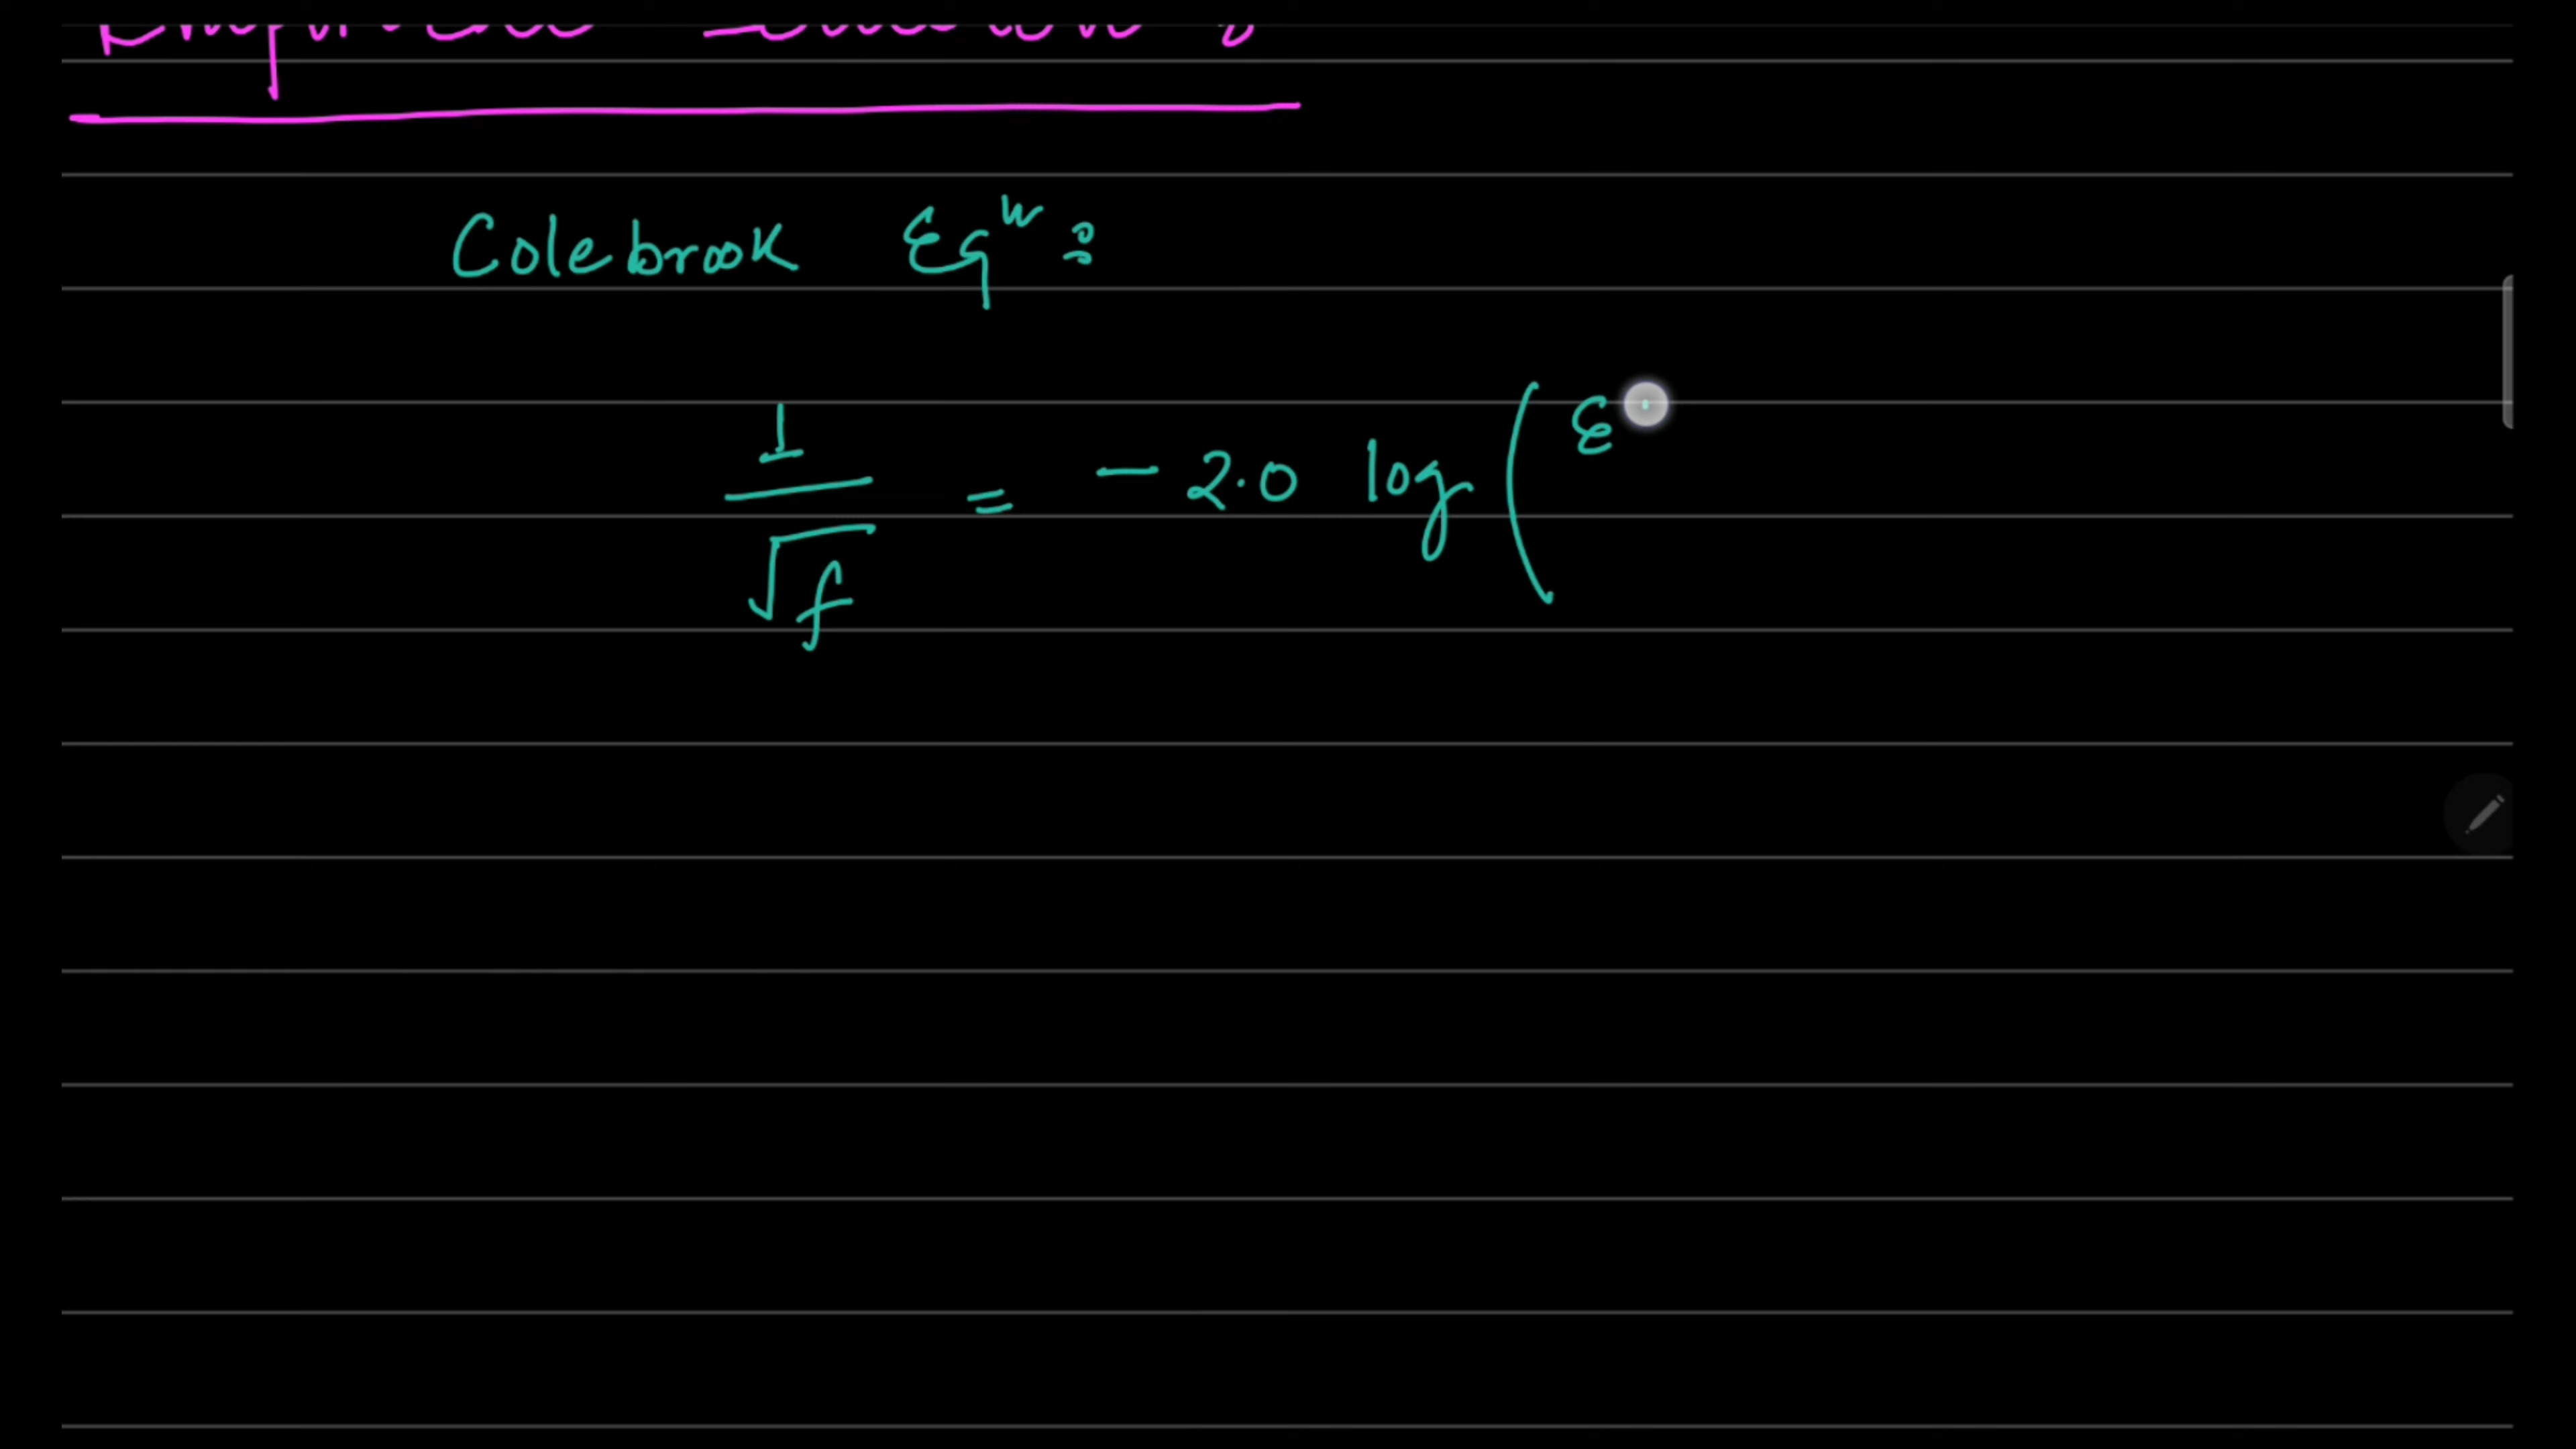 Colebrook Eqⁿ :
1/√f = - 2.0 log ( ε